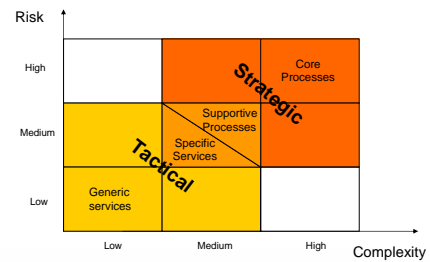 Risk
High
Core
Processes
Strategic
Medium
Supportive
Processes
Specific
Services
Tactical
Low
Generic
services
Low
Medium
High
Complexity